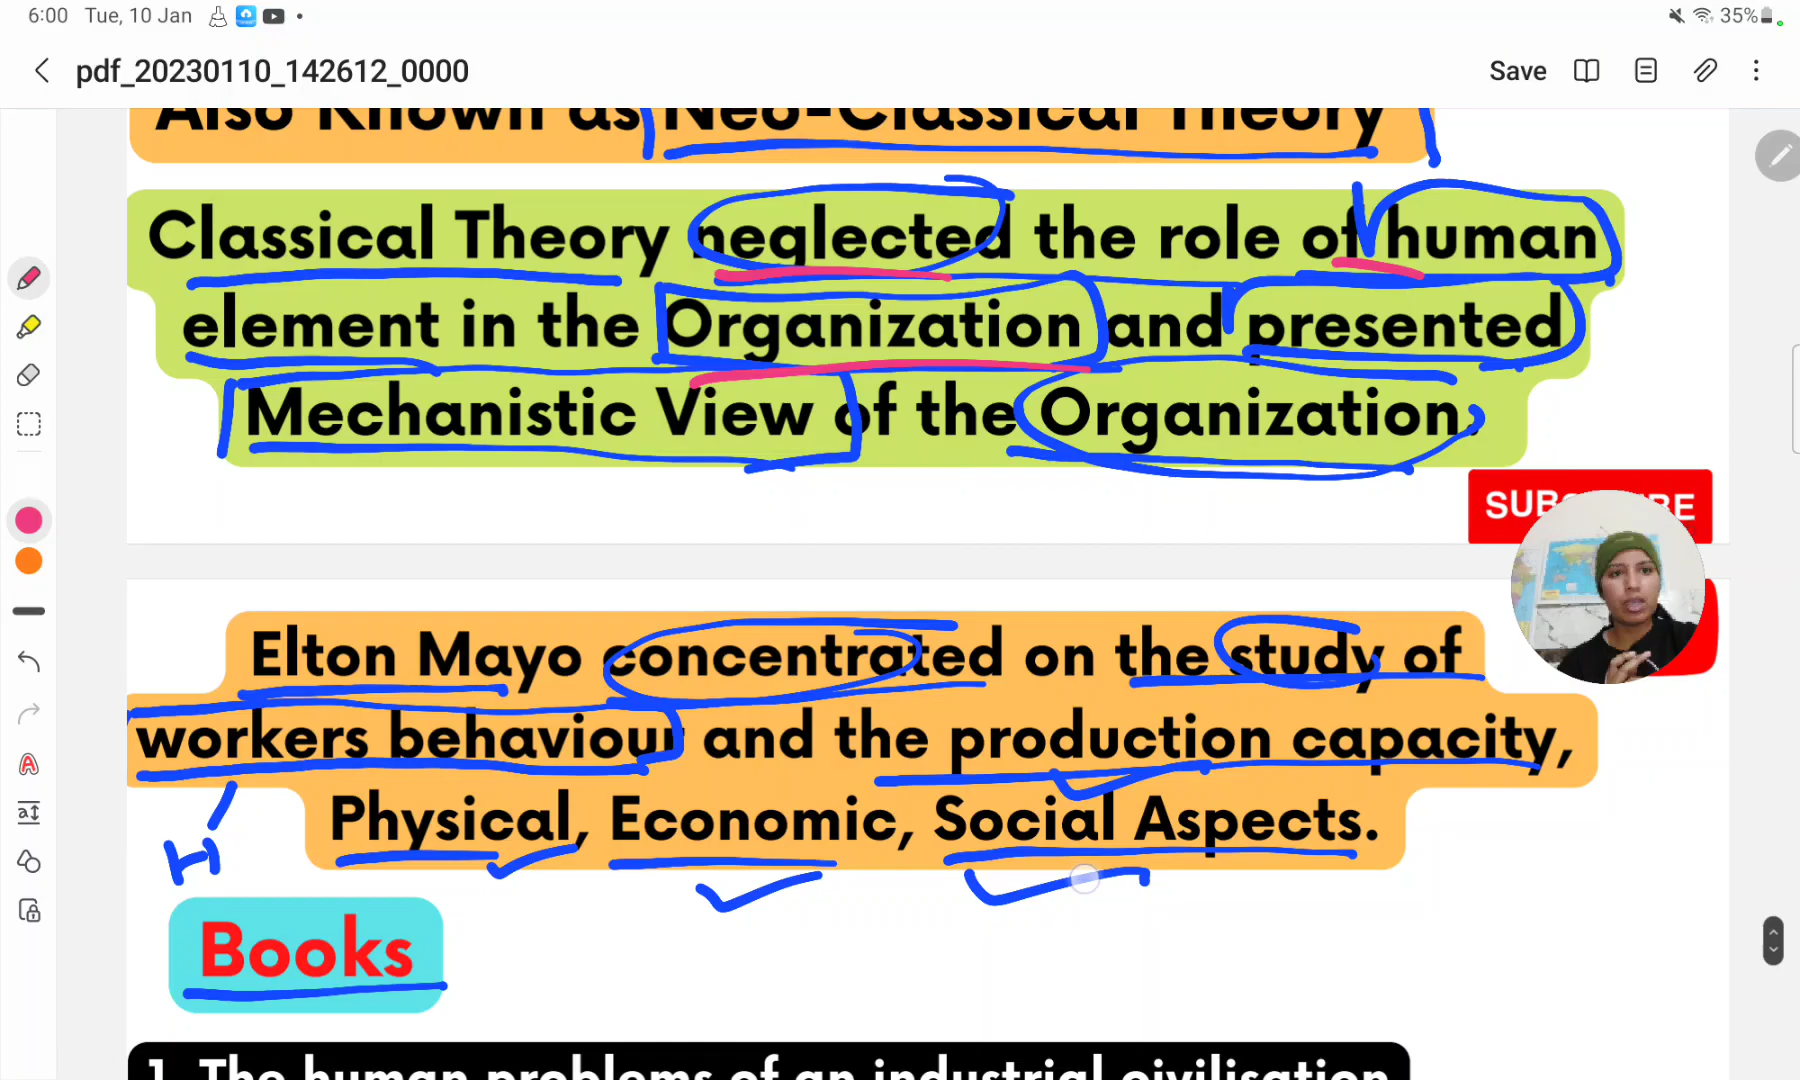 6:00 Tue, 10 Jan
35%
pdf_20230110_142612_0000
Save
Also Known as Neo-Classical Theory
Classical Theory neglected the role of human
element in the Organization and presented
Mechanistic View of the Organization.
SUBSCRIBE
Elton Mayo concentrated on the study of
workers behaviour and the production capacity,
Physical, Economic, Social Aspects.
H
Books
1. The human problems of an industrial civilisation